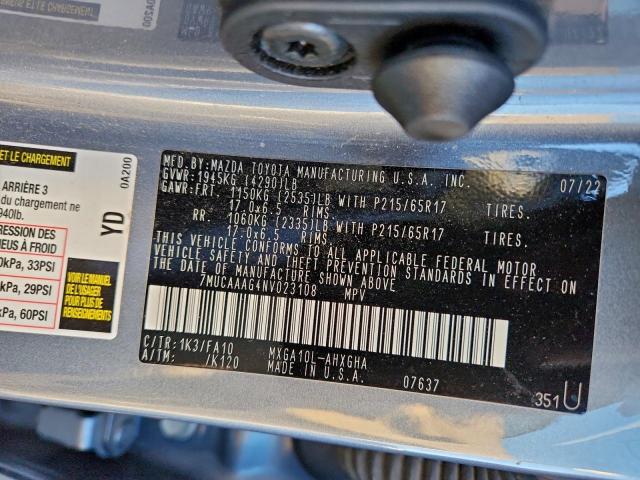 0A200
ET LE CHARGEMENT
0A200
ARRIÈRE 3
du chargement ne
940lb.
YD
RESSION DES
NEUS À FROID
0kPa, 33PSI
kPa, 29PSI
kPa, 60PSI
VOIR LE MANUEL
DE L'USAGER
POUR PLUS DE
RENSEIGNEMENTS
MFD.BY:MAZDA TOYOTA MANUFACTURING U.S.A. INC. 07/22
GVWR:1945KG (4290)LB
GAWR:FRT. 1150KG (2535)LB WITH P215/65R17 TIRES.
17.0x6.5 RIMS.
RR. 1060KG (2335)LB WITH P215/65R17 TIRES.
17.0x6.5 RIMS.
THIS VEHICLE CONFORMS TO ALL APPLICABLE FEDERAL MOTOR
VEHICLE SAFETY AND THEFT PREVENTION STANDARDS IN EFFECT ON
THE DATE OF MANUFACTURE SHOWN ABOVE.
7MUCAAAG4NV023108 MPV
C/TR:1K3/FA10 MXGA10L-AHXGHA
A/TM: /K120 MADE IN U.S.A.
07637
351U